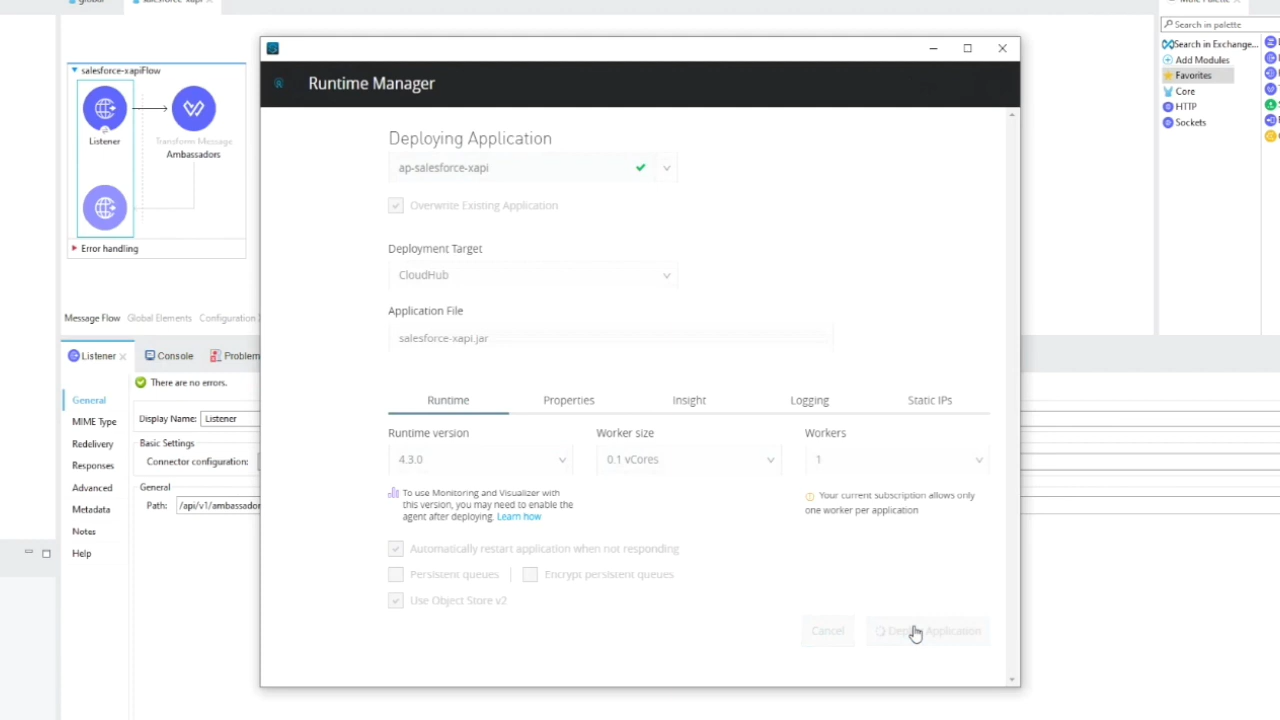 global
salesforce-xapi
salesforce-xapiFlow
Listener
Transform Message
Ambassadors
Error handling
Message Flow Global Elements Configuration
Listener
Console
Problem
There are no errors.
General
MIME Type
Redelivery
Responses
Advanced
Metadata
Notes
Help
Display Name: Listener
Basic Settings
Connector configuration:
General
Path: /api/v1/ambassador
Runtime Manager
Deploying Application
ap-salesforce-xapi
Overwrite Existing Application
Deployment Target
CloudHub
Application File
salesforce-xapi.jar
Runtime Properties Insight Logging Static IPs
Runtime version
4.3.0
To use Monitoring and Visualizer with
this version, you may need to enable the
agent after deploying. Learn how
Worker size
0.1 vCores
Workers
1
Your current subscription allows only
one worker per application
Automatically restart application when not responding
Persistent queues
Encrypt persistent queues
Use Object Store v2
Cancel
Deploy Application
Mule Palette
Search in palette
Search in Exchange...
Add Modules
Favorites
Core
HTTP
Sockets